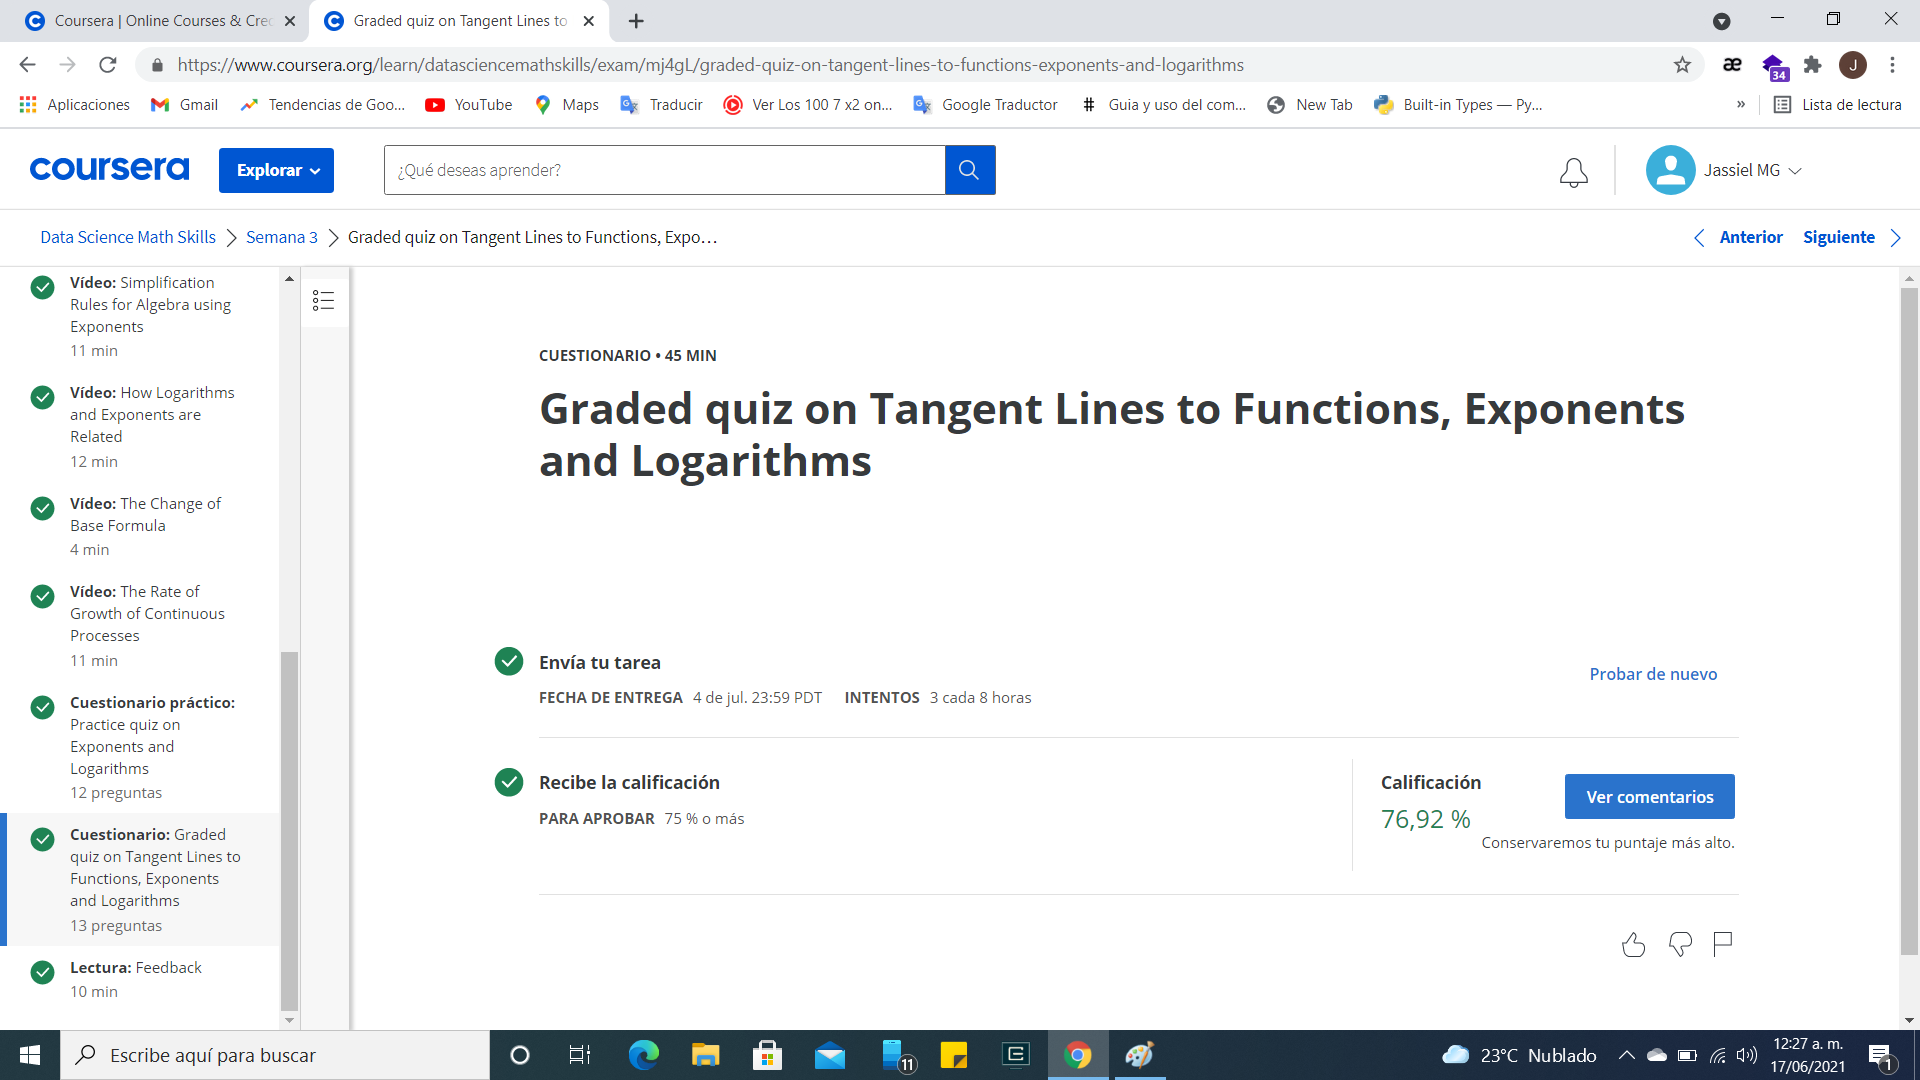 Coursera | Online Courses & Cre
Graded quiz on Tangent Lines to
https://www.coursera.org/learn/datasciencemathskills/exam/mj4gL/graded-quiz-on-tangent-lines-to-functions-exponents-and-logarithms
æ
34
J
Aplicaciones
Gmail
Tendencias de Goo...
YouTube
Maps
Traducir
Ver Los 100 7 x2 on...
Google Traductor
# Guia y uso del com...
New Tab
Built-in Types — Py...
»
Lista de lectura
coursera
Explorar
¿Qué deseas aprender?
Jassiel MG
Data Science Math Skills
Semana 3
Graded quiz on Tangent Lines to Functions, Expo…
Anterior
Siguiente
Vídeo: Simplification
Rules for Algebra using
Exponents
11 min
Vídeo: How Logarithms
and Exponents are
Related
12 min
Vídeo: The Change of
Base Formula
4 min
Vídeo: The Rate of
Growth of Continuous
Processes
11 min
Cuestionario práctico:
Practice quiz on
Exponents and
Logarithms
12 preguntas
Cuestionario: Graded
quiz on Tangent Lines to
Functions, Exponents
and Logarithms
13 preguntas
Lectura: Feedback
10 min
CUESTIONARIO • 45 MIN
Graded quiz on Tangent Lines to Functions, Exponents
and Logarithms
Envía tu tarea
FECHA DE ENTREGA 4 de jul. 23:59 PDT INTENTOS 3 cada 8 horas
Probar de nuevo
Recibe la calificación
PARA APROBAR 75 % o más
Calificación
76,92 %
Ver comentarios
Conservaremos tu puntaje más alto.
Escribe aquí para buscar
11
23°C Nublado
12:27 a. m.
17/06/2021
1